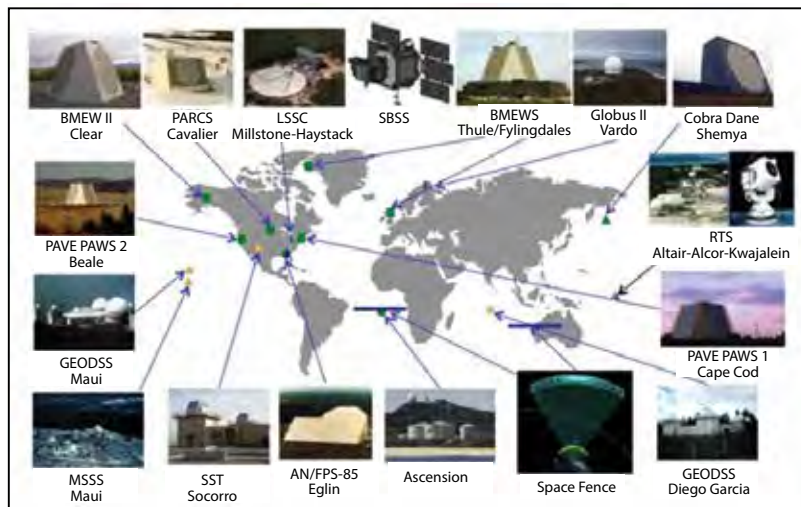 BMEW II
Clear
PARCS
Cavalier
LSSC
Millstone-Haystack
SBSS
BMEWS
Thule/Fylingdales
Globus II
Vardo
Cobra Dane
Shemya
PAVE PAWS 2
Beale
RTS
Altair-Alcor-Kwajalein
GEODSS
Maui
PAVE PAWS 1
Cape Cod
MSSS
Maui
SST
Socorro
AN/FPS-85
Eglin
Ascension
Space Fence
GEODSS
Diego Garcia